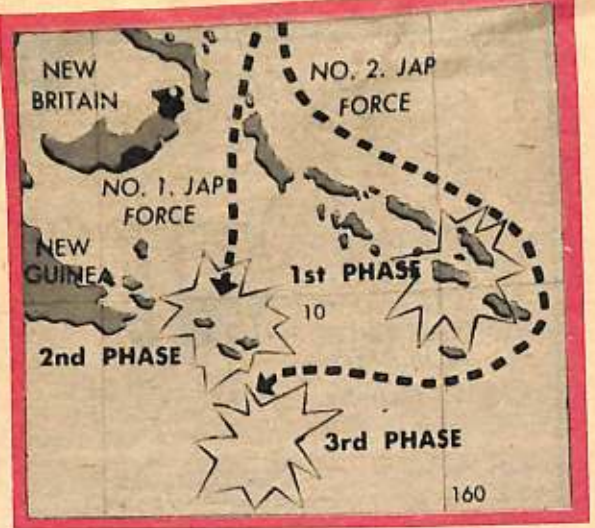 NEW
BRITAIN
NO. 2. JAP
FORCE
NO. 1. JAP
FORCE
NEW
GUINEA
1st PHASE
10
2nd PHASE
3rd PHASE
160